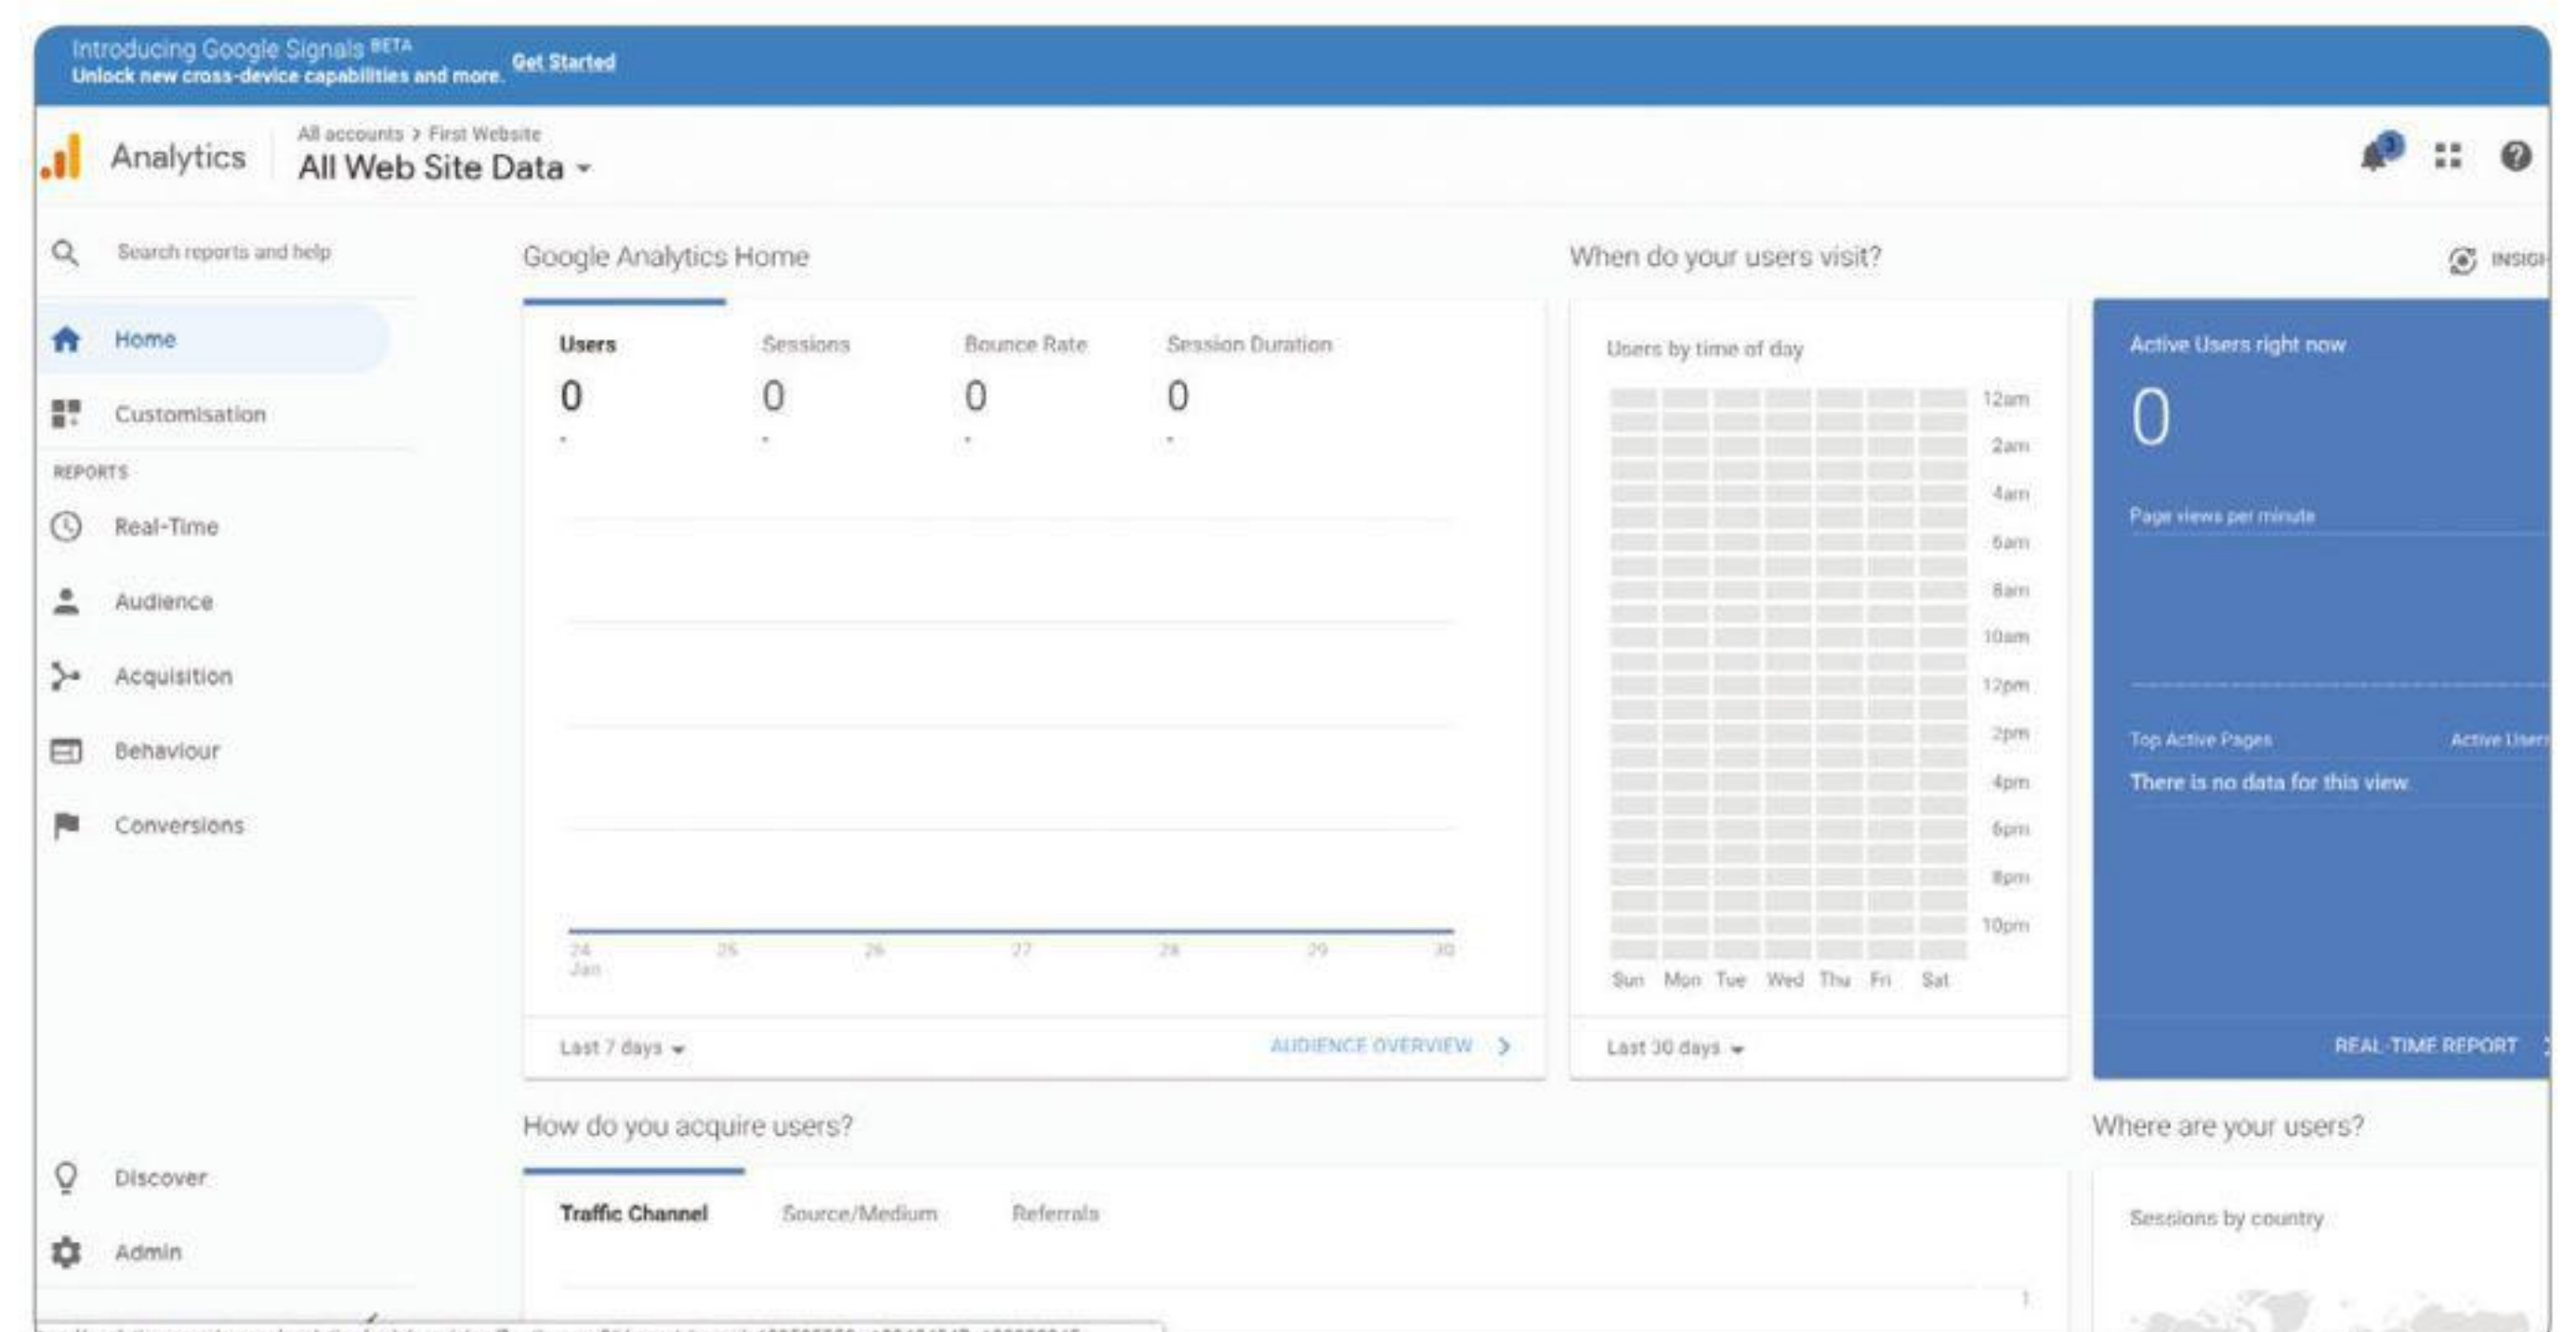 Introducing Google Signals BETA
Unlock new cross-device capabilities and more.
Get Started
Analytics
All accounts > First Website
All Web Site Data
3
Search reports and help
Home
Customisation
REPORTS
Real-Time
Audience
Acquisition
Behaviour
Conversions
Discover
Admin
Google Analytics Home
Users Sessions Bounce Rate Session Duration
0 0 0 0
24 25 26 27 28 29 30
Jan
Last 7 days
AUDIENCE OVERVIEW >
When do your users visit?
Users by time of day
12am
2am
4am
6am
8am
10am
12pm
2pm
4pm
6pm
8pm
10pm
Sun Mon Tue Wed Thu Fri Sat
Last 30 days
INSIGH
Active Users right now
0
Page views per minute
Top Active Pages Active Users
There is no data for this view.
REAL-TIME REPORT
How do you acquire users?
Traffic Channel Source/Medium Referrals
1
Where are your users?
Sessions by country